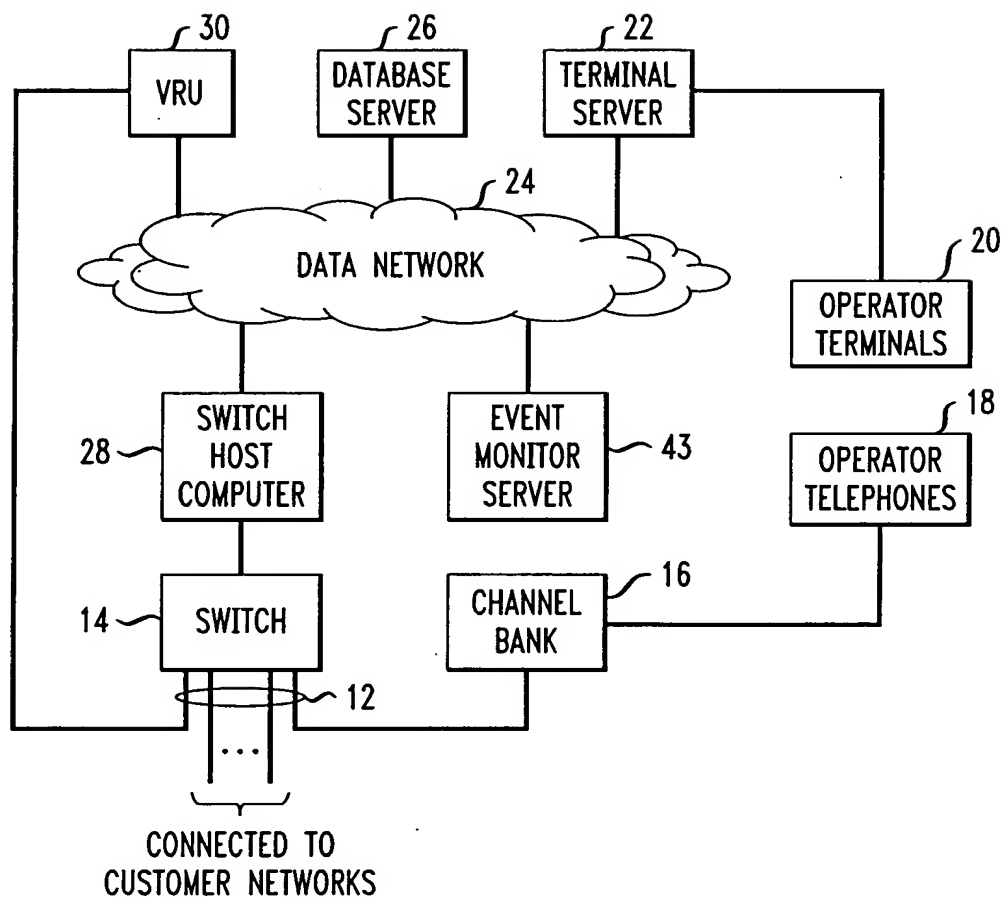 30
26
22
VRU
DATABASE
SERVER
TERMINAL
SERVER
24
DATA NETWORK
20
OPERATOR
TERMINALS
SWITCH
HOST
COMPUTER
28
EVENT
MONITOR
SERVER
43
18
OPERATOR
TELEPHONES
14
SWITCH
16
CHANNEL
BANK
12
...
CONNECTED TO
CUSTOMER NETWORKS